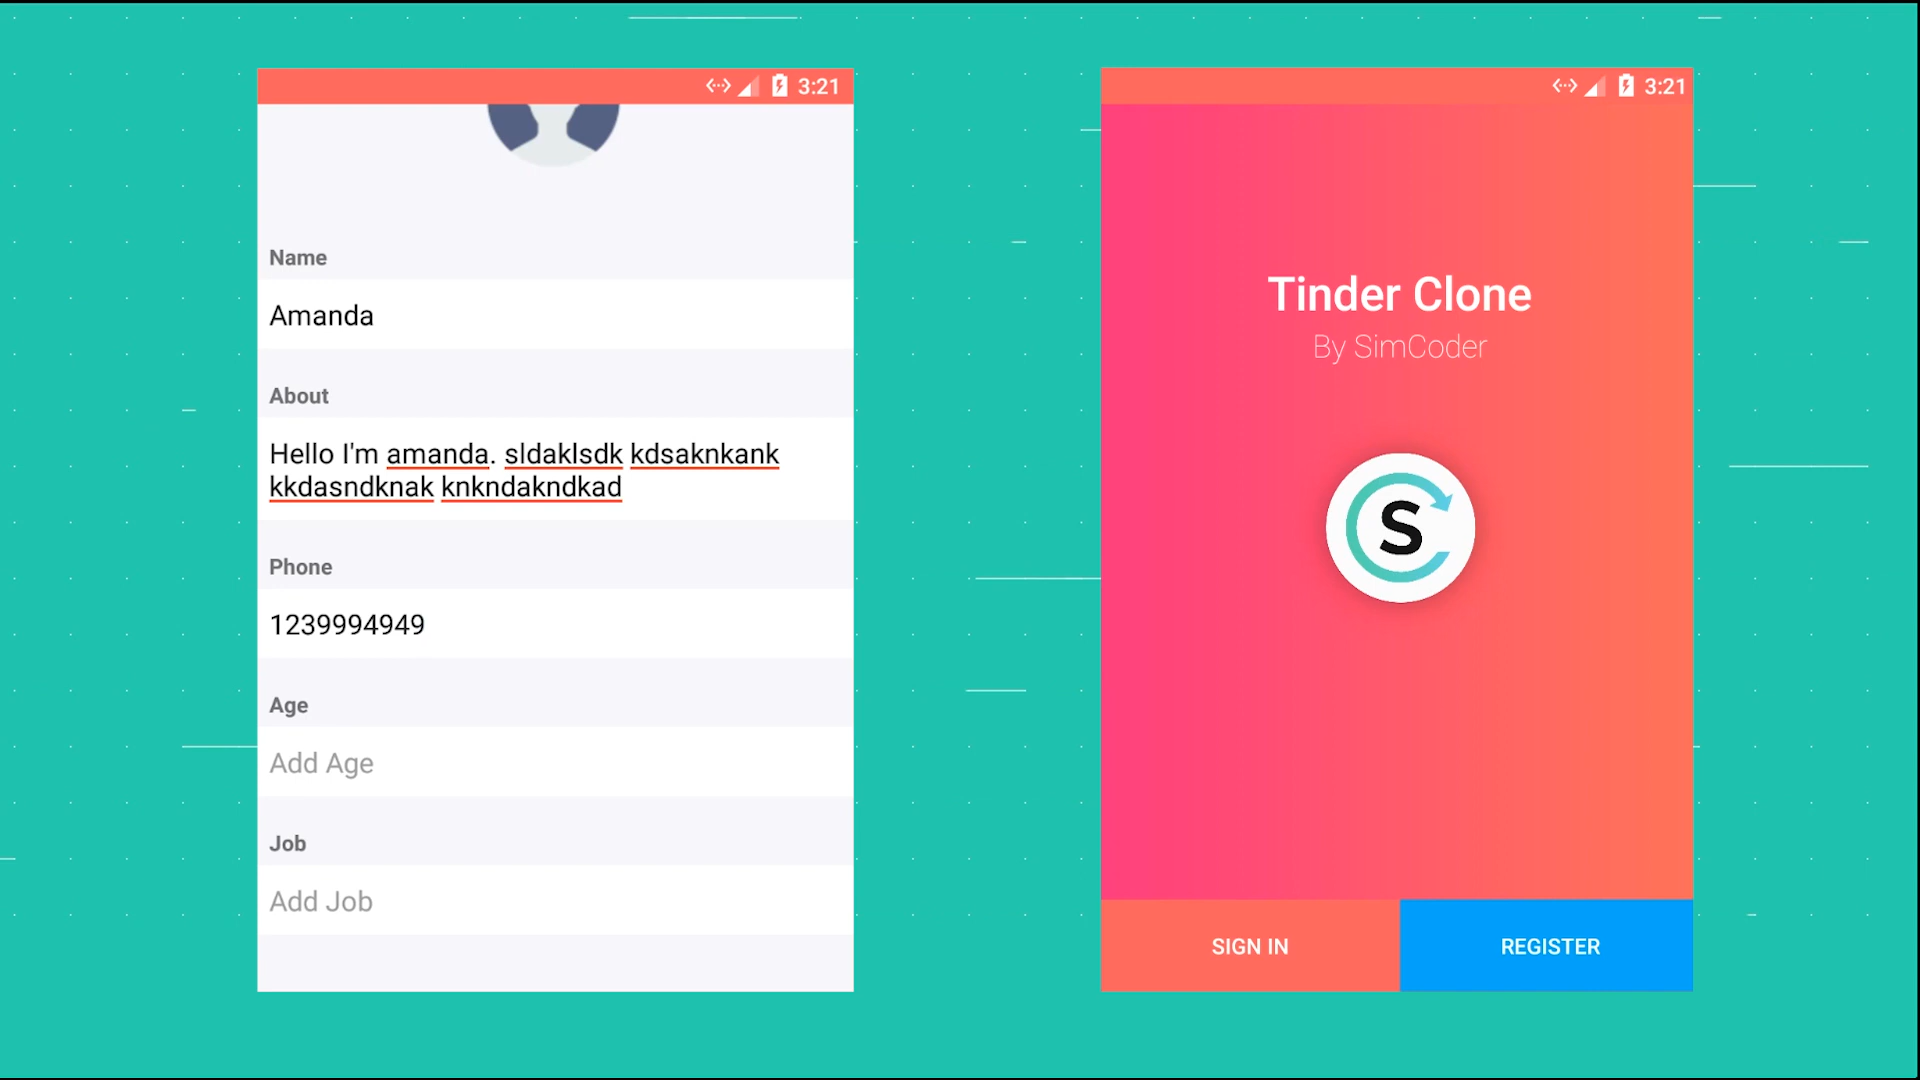 3:21
Name
Amanda
About
Hello I'm amanda. sldaklsdk kdsaknkank
kkdasndknak knkndakndkad
Phone
1239994949
Age
Add Age
Job
Add Job
3:21
Tinder Clone
By SimCoder
S
SIGN IN
REGISTER